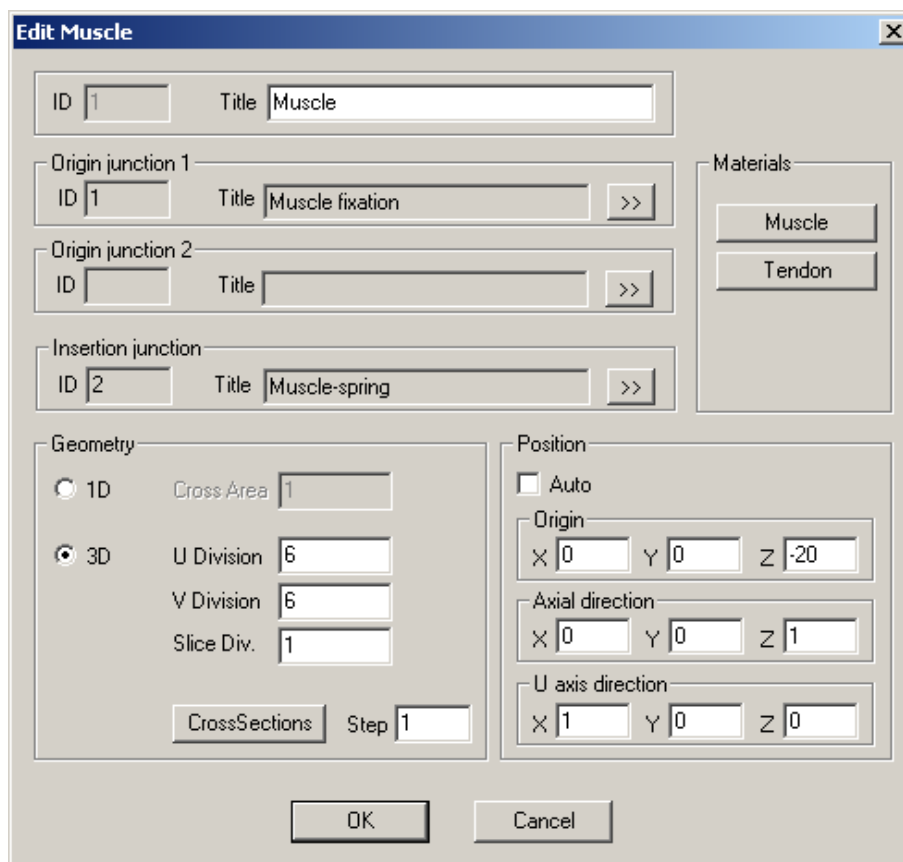 Edit Muscle
ID 1 Title Muscle
Origin junction 1
ID 1 Title Muscle fixation >>
Origin junction 2
ID Title >>
Insertion junction
ID 2 Title Muscle-spring >>
Materials
Muscle
Tendon
Geometry
1D Cross Area 1
3D U Division 6
V Division 6
Slice Div. 1
CrossSections Step 1
Position
Auto
Origin
X 0 Y 0 Z -20
Axial direction
X 0 Y 0 Z 1
U axis direction
X 1 Y 0 Z 0
OK Cancel